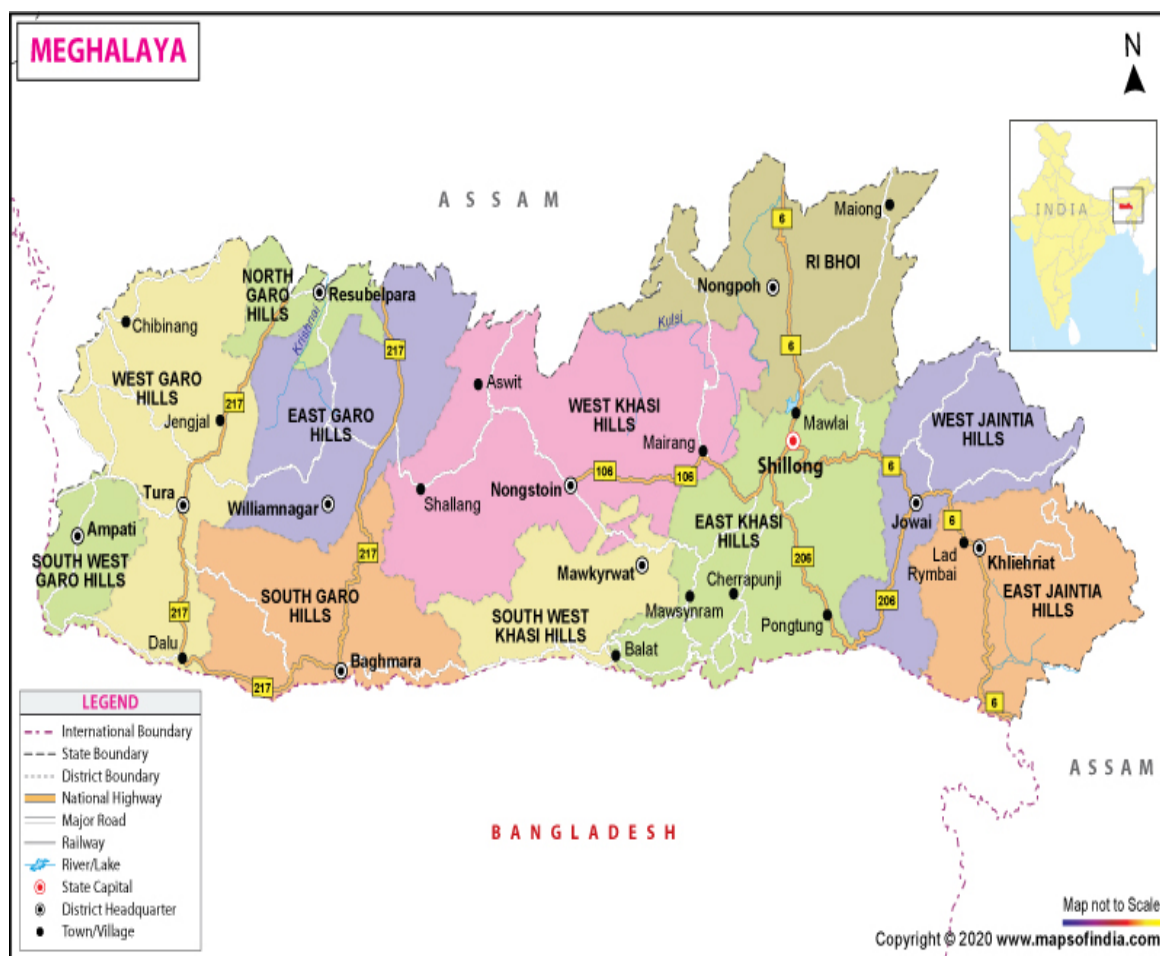 MEGHALAYA
N
ASSAM
INDIA
Maiong
6
RI BHOI
NORTH
GARO
HILLS
Resubelpara
Nongpoh
Krishnai
Chibinang
Kulsi
6
217
WEST GARO
HILLS
Aswit
217
Jengjal
EAST GARO
HILLS
WEST KHASI
HILLS
Mawlai
WEST JAINTIA
HILLS
Mairang
Shillong
6
106
106
Tura
Williamnagar
Shallang
Nongstoin
Jowai
6
Ampati
EAST KHASI
HILLS
Lad
Rymbai
Khliehriat
SOUTH WEST
GARO HILLS
217
206
Mawkyrwat
Cherrapunji
206
EAST JAINTIA
HILLS
SOUTH GARO
HILLS
217
SOUTH WEST
KHASI HILLS
Mawsynram
Pongtung
Dalu
Baghmara
Balat
217
6
LEGEND
International Boundary
State Boundary
District Boundary
National Highway
Major Road
Railway
River/Lake
State Capital
District Headquarter
Town/Village
ASSAM
BANGLADESH
Map not to Scale
Copyright © 2020 www.mapsofindia.com